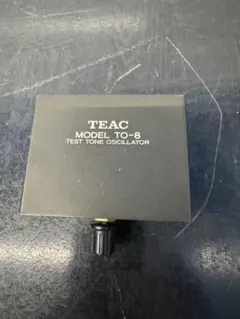 TEAC
MODEL TO-8
TEST TONE OSCILLATOR